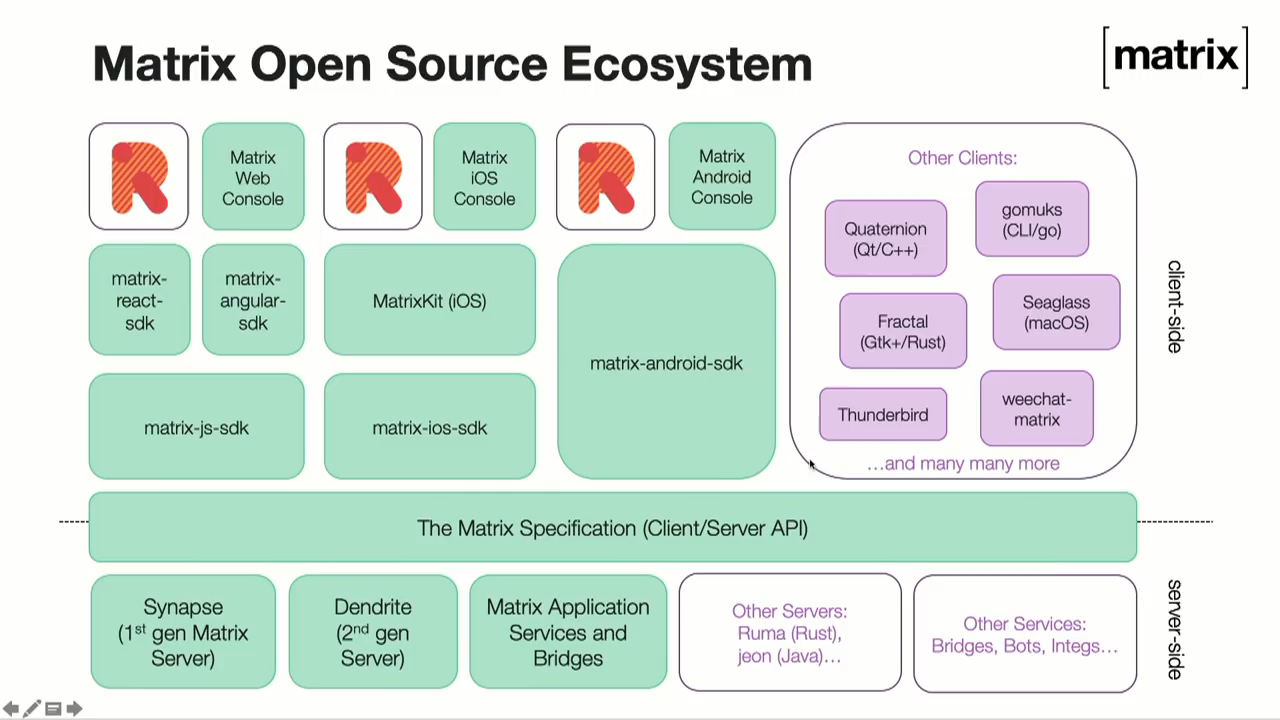 Matrix Open Source Ecosystem
[matrix]
Matrix
Web
Console
Matrix
iOS
Console
Matrix
Android
Console
matrix-
react-
sdk
matrix-
angular-
sdk
MatrixKit (iOS)
matrix-android-sdk
matrix-js-sdk
matrix-ios-sdk
Other Clients:
Quaternion
(Qt/C++)
gomuks
(CLI/go)
Fractal
(Gtk+/Rust)
Seaglass
(macOS)
Thunderbird
weechat-
matrix
…and many many more
client-side
The Matrix Specification (Client/Server API)
Synapse
(1st gen Matrix
Server)
Dendrite
(2nd gen
Server)
Matrix Application
Services and
Bridges
Other Servers:
Ruma (Rust),
jeon (Java)…
Other Services:
Bridges, Bots, Integs…
server-side